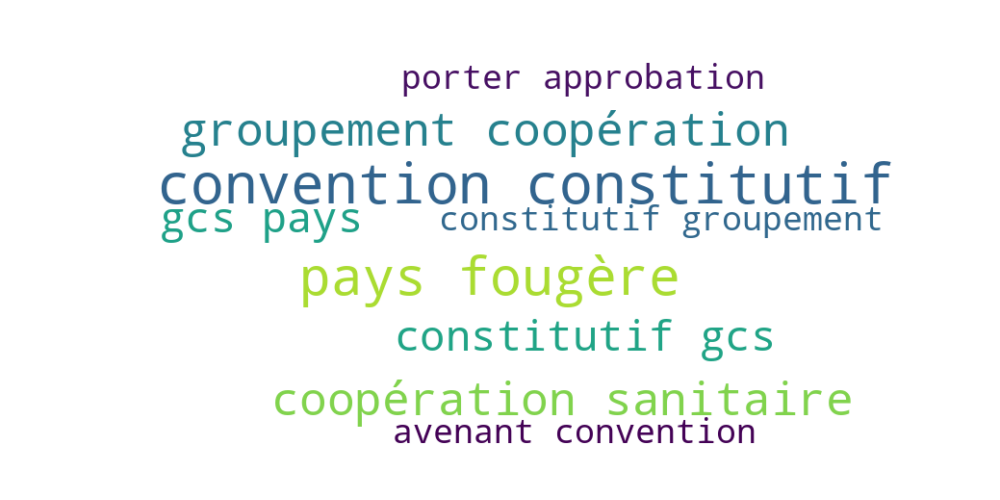 porter approbation
groupement coopération
convention constitutif
gcs pays
constitutif groupement
pays fougère
constitutif gcs
coopération sanitaire
avenant convention